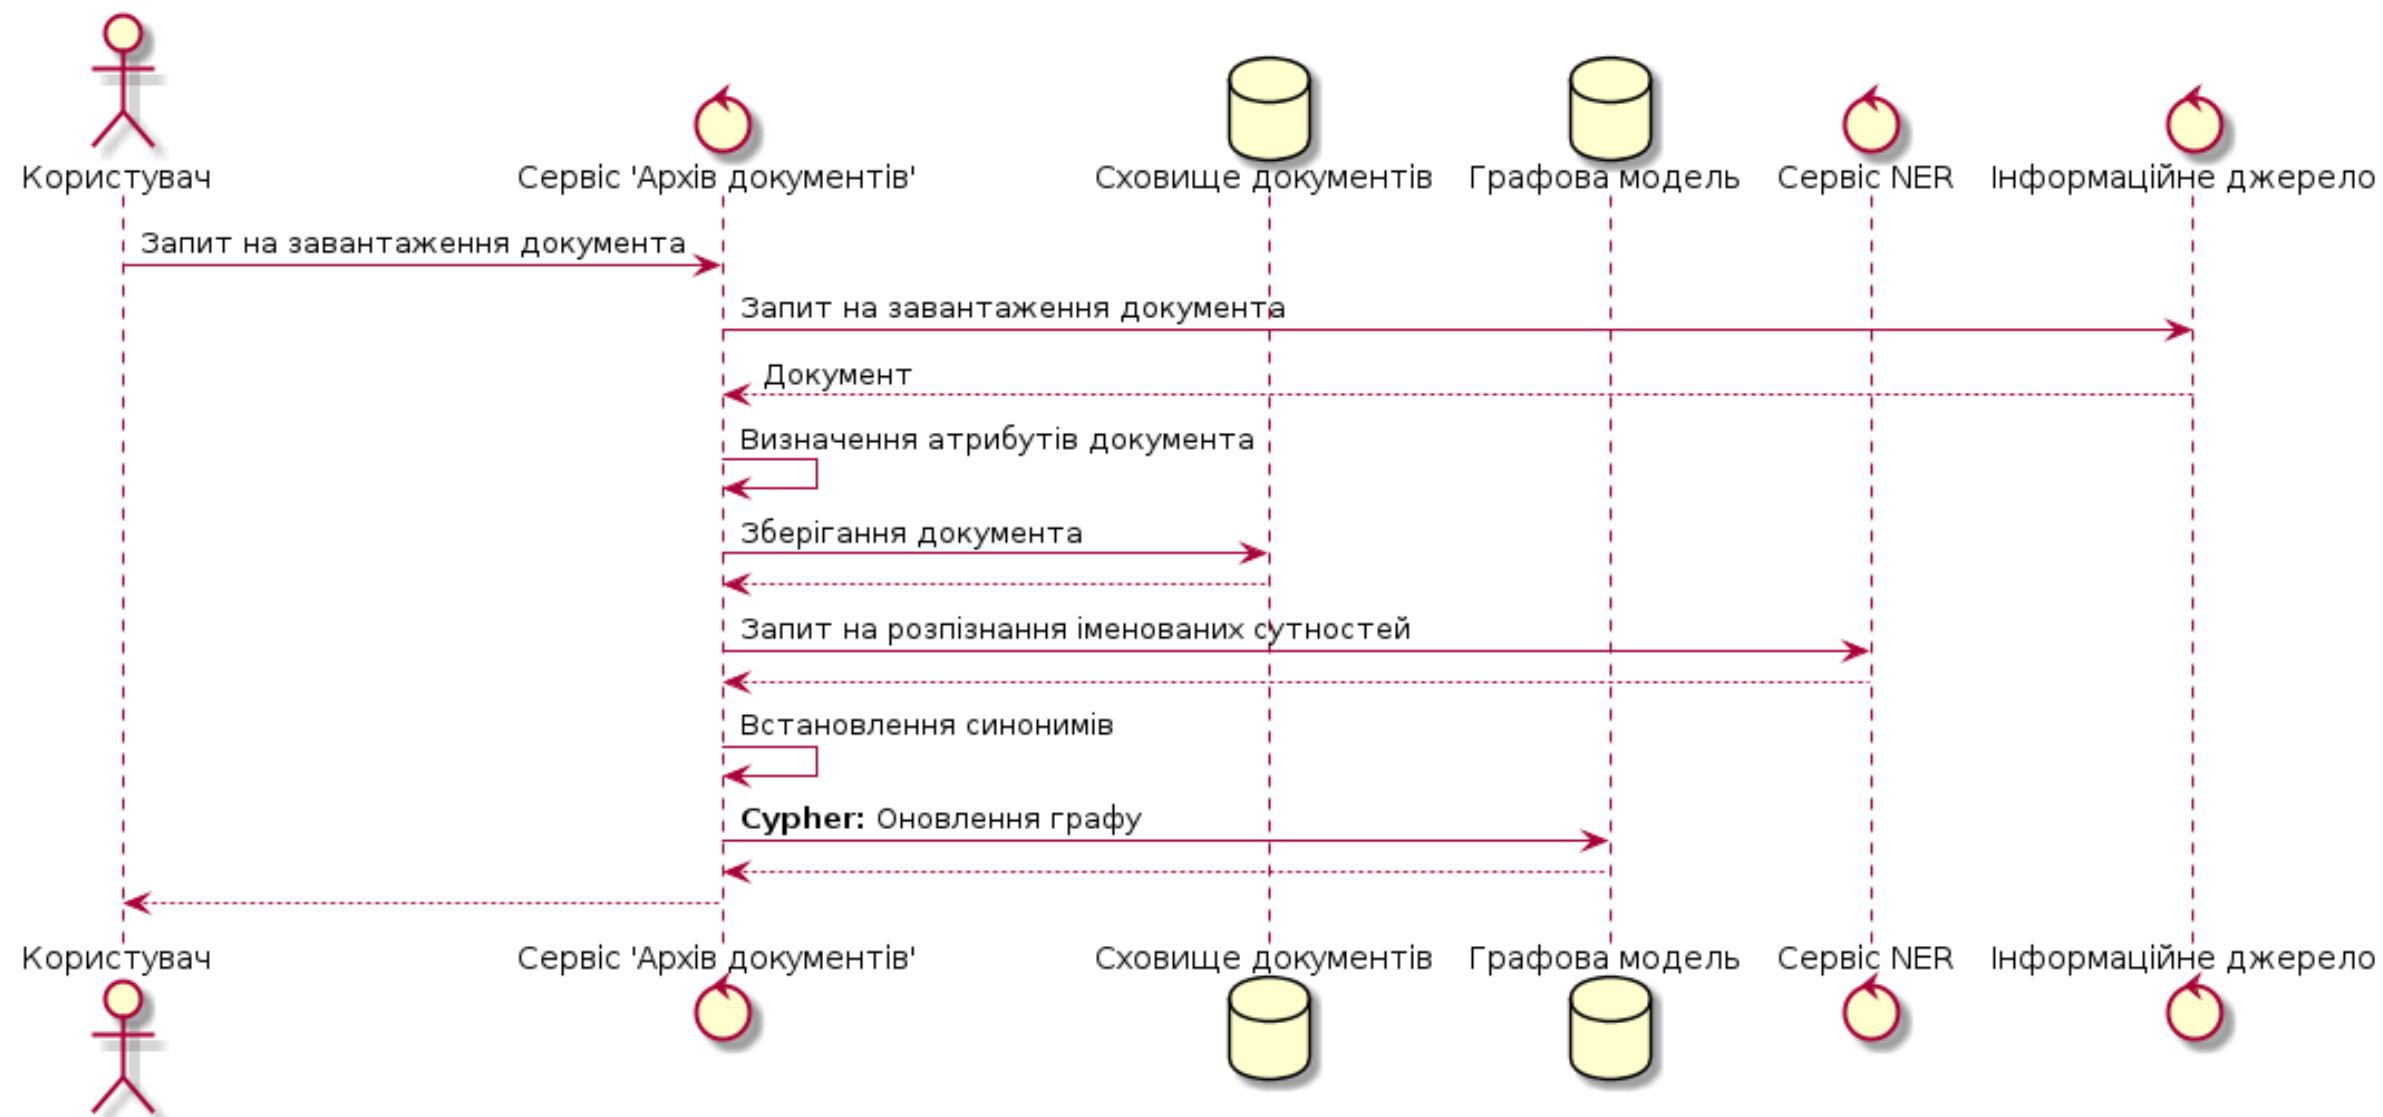 Користувач
Сервіс 'Архів документів'
Сховище документів
Графова модель
Сервіс NER
Інформаційне джерело
Запит на завантаження документа
Запит на завантаження документа
Документ
Визначення атрибутів документа
Зберігання документа
Запит на розпізнання іменованих сутностей
Встановлення синонимів
Cypher: Оновлення графу
Користувач
Сервіс 'Архів документів'
Сховище документів
Графова модель
Сервіс NER
Інформаційне джерело